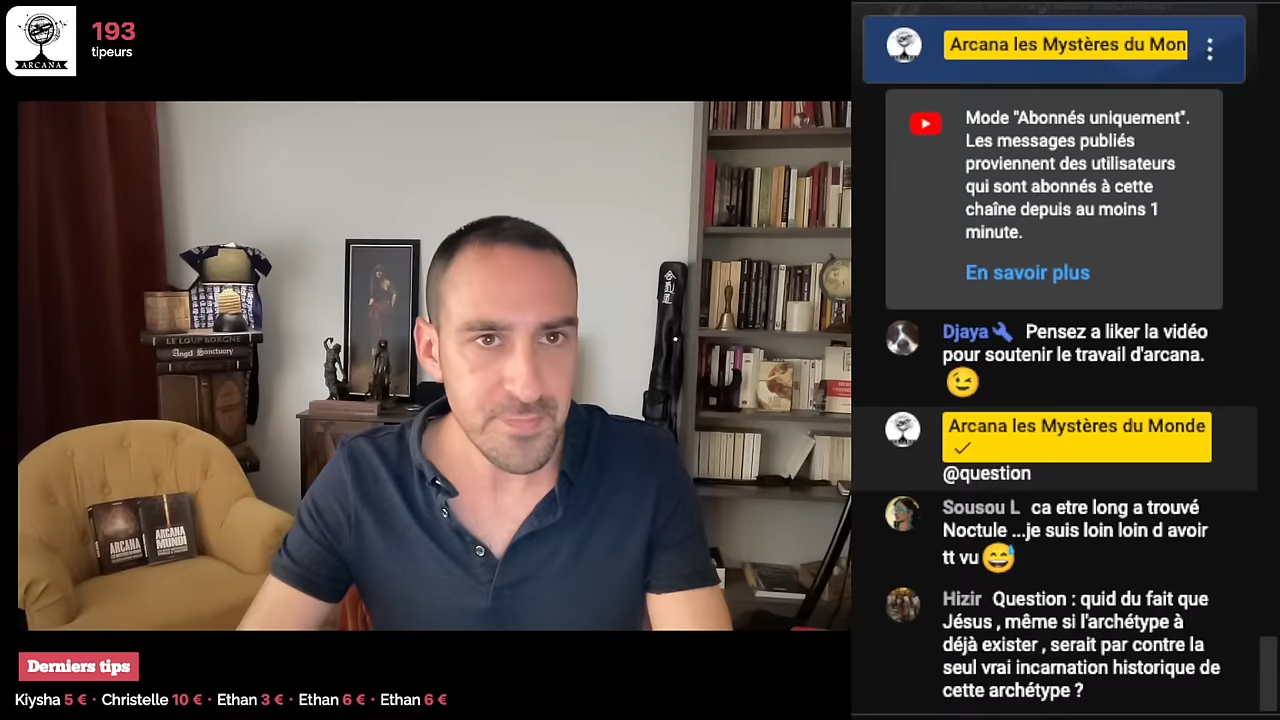 193
tipeurs
ARCANA
Arcana les Mystères du Mon
Mode "Abonnés uniquement".
Les messages publiés
proviennent des utilisateurs
qui sont abonnés à cette
chaîne depuis au moins 1
minute.
En savoir plus
Djaya Pensez a liker la vidéo
pour soutenir le travail d'arcana.
😉
Arcana les Mystères du Monde
✓
@question
Sousou L ca etre long a trouvé
Noctule ...je suis loin loin d avoir
tt vu 😅
Hizir Question : quid du fait que
Jésus , même si l'archétype à
déjà exister , serait par contre la
seul vrai incarnation historique de
cette archétype ?
LE LOUP BORGNE
Angel Sanctuary
ARCANA
ARCANA
MUNDI
Derniers tips
Kiysha 5 € · Christelle 10 € · Ethan 3 € · Ethan 6 € · Ethan 6 €